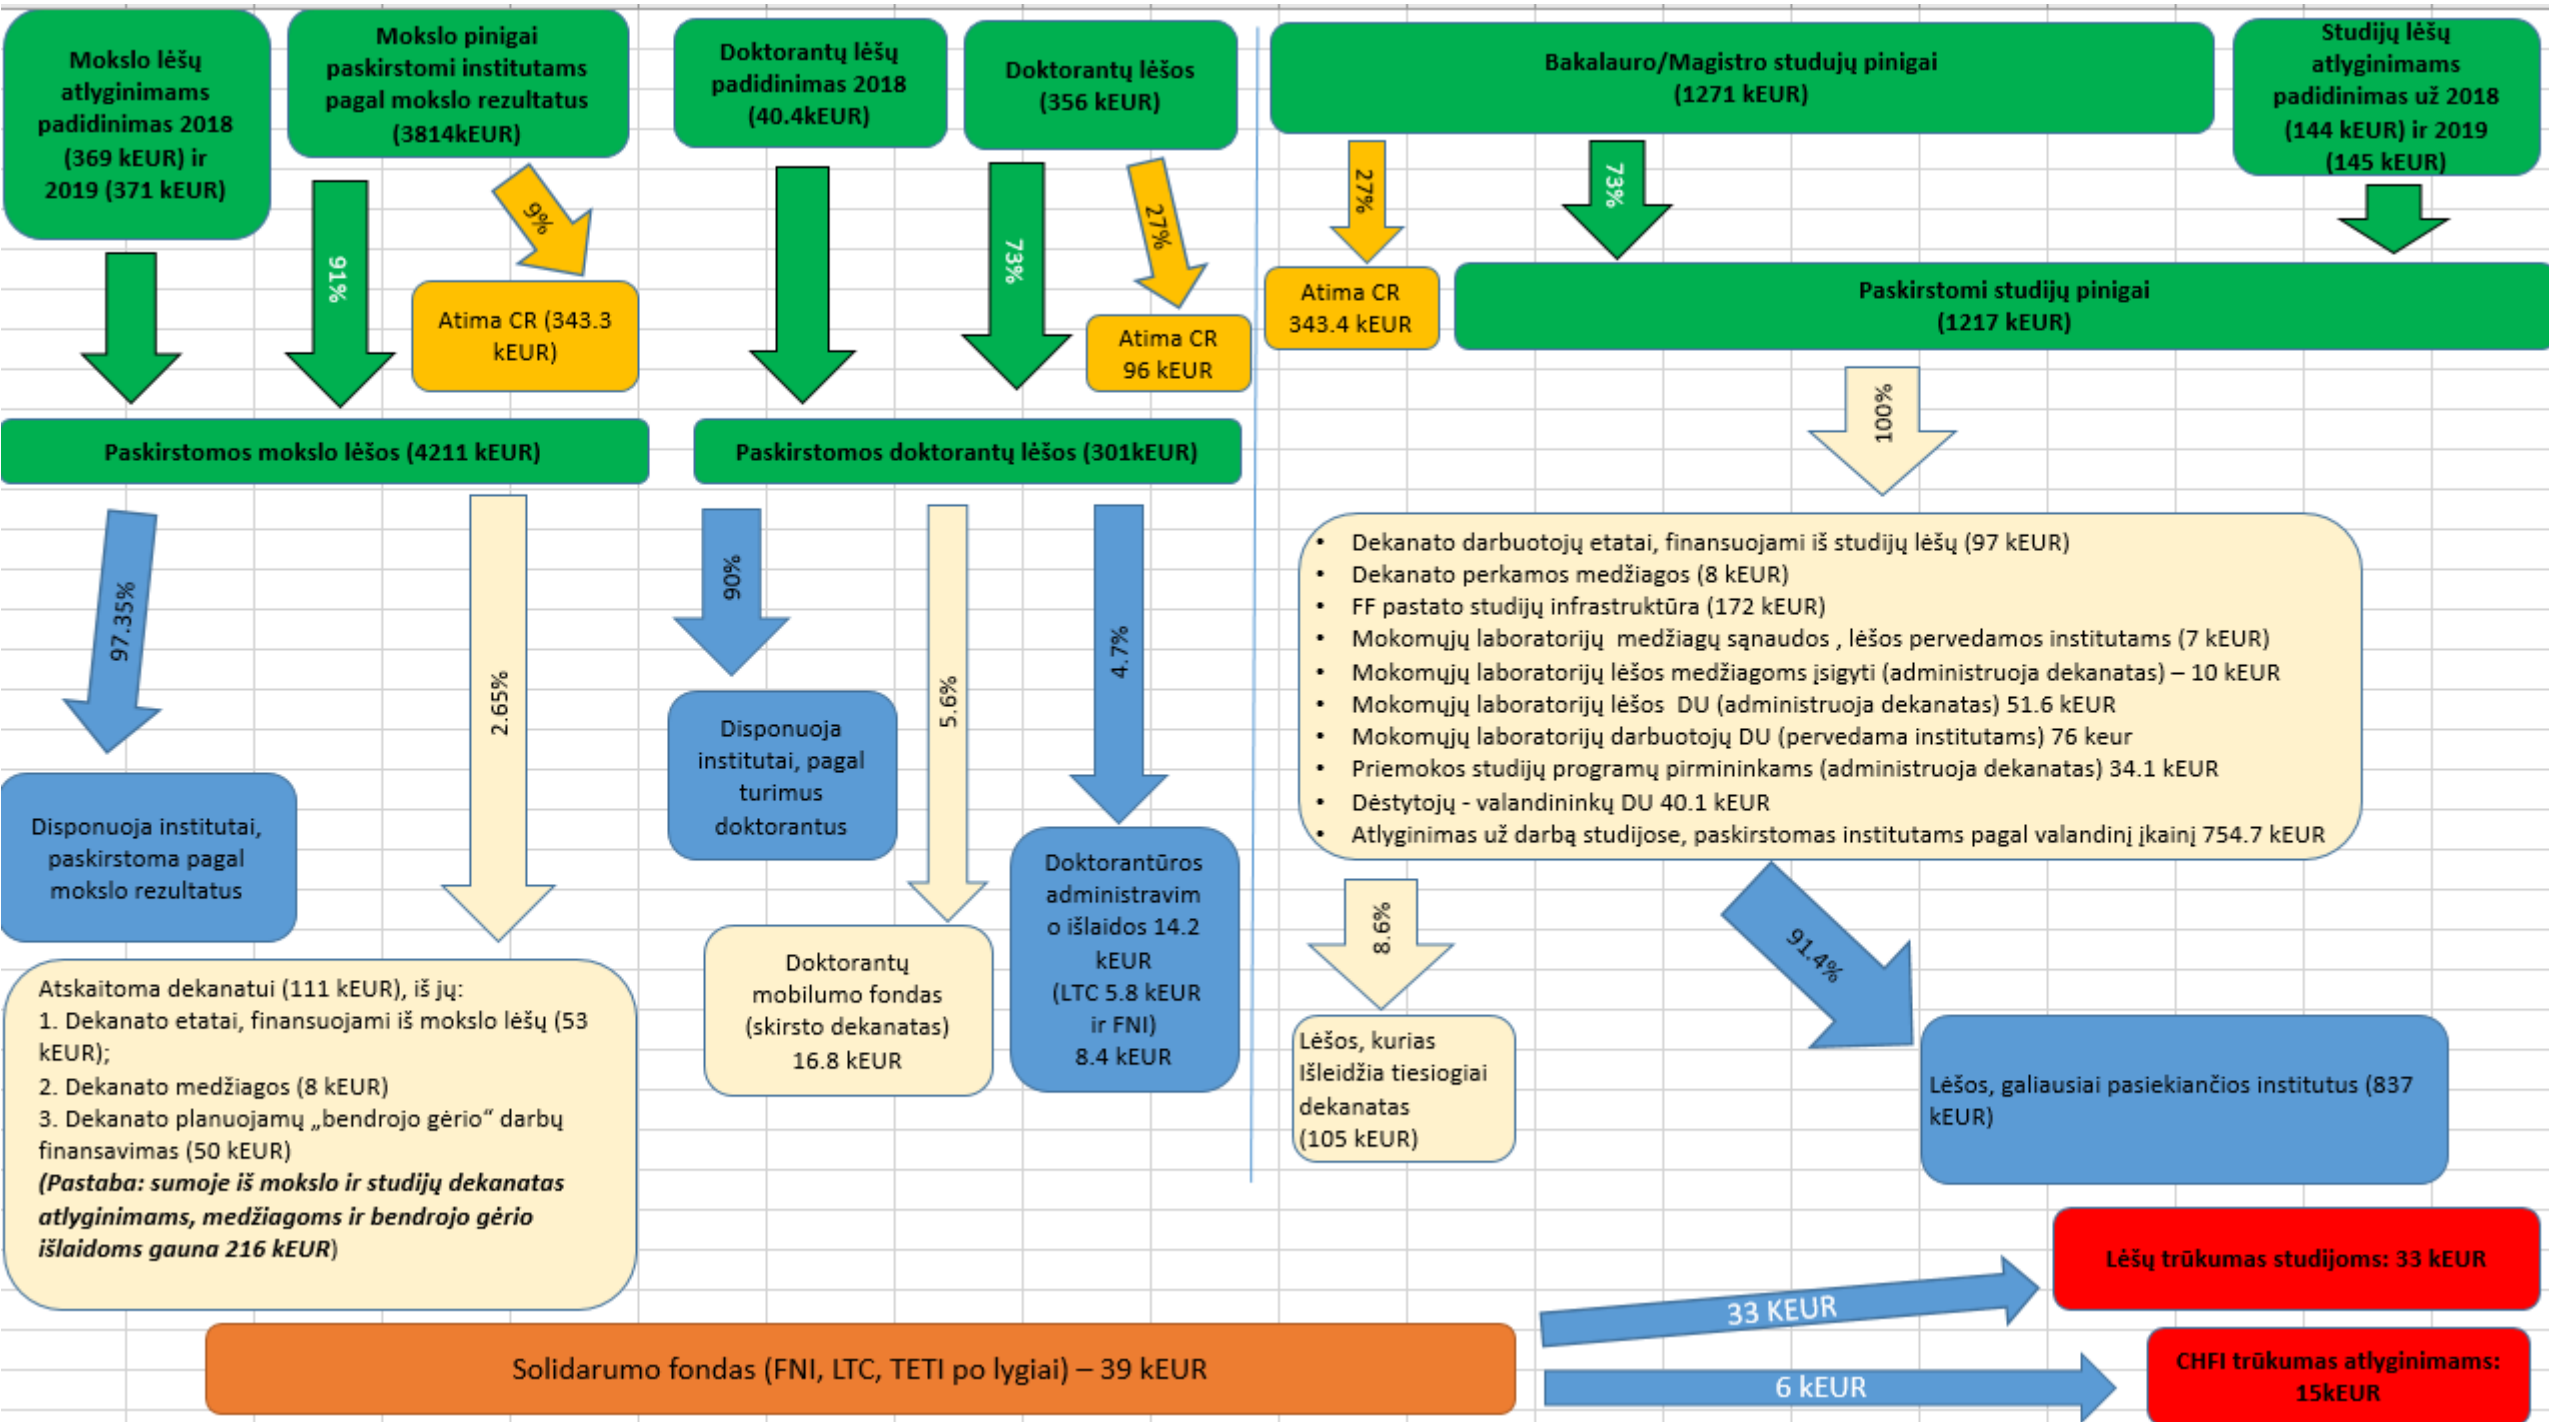 Mokslo lėšų
atlyginimams
padidinimas 2018
(369 kEUR) ir
2019 (371 kEUR)
Mokslo pinigai
paskirstomi institutams
pagal mokslo rezultatus
(3814kEUR)
Doktorantų lėšų
padidinimas 2018
(40.4kEUR)
Doktorantų lėšos
(356 kEUR)
Bakalauro/Magistro studujų pinigai
(1271 kEUR)
Studijų lėšų
atlyginimams
padidinimas už 2018
(144 kEUR) ir 2019
(145 kEUR)
91%
9%
73%
27%
27%
73%
Atima CR (343.3
kEUR)
Atima CR
96 kEUR
Atima CR
343.4 kEUR
Paskirstomi studijų pinigai
(1217 kEUR)
100%
Paskirstomos mokslo lėšos (4211 kEUR)
Paskirstomos doktorantų lėšos (301kEUR)
97.35%
2.65%
90%
5.6%
4.7%
• Dekanato darbuotojų etatai, finansuojami iš studijų lėšų (97 kEUR)
• Dekanato perkamos medžiagos (8 kEUR)
• FF pastato studijų infrastruktūra (172 kEUR)
• Mokomųjų laboratorijų medžiagų sąnaudos , lėšos pervedamos institutams (7 kEUR)
• Mokomųjų laboratorijų lėšos medžiagoms įsigyti (administruoja dekanatas) – 10 kEUR
• Mokomųjų laboratorijų lėšos DU (administruoja dekanatas) 51.6 kEUR
• Mokomųjų laboratorijų darbuotojų DU (pervedama institutams) 76 keur
• Priemokos studijų programų pirmininkams (administruoja dekanatas) 34.1 kEUR
• Dėstytojų - valandininkų DU 40.1 kEUR
• Atlyginimas už darbą studijose, paskirstomas institutams pagal valandinį įkainį 754.7 kEUR
Disponuoja institutai,
paskirstoma pagal
mokslo rezultatus
Disponuoja
institutai, pagal
turimus
doktorantus
Doktorantūros
administravim
o išlaidos 14.2
kEUR
(LTC 5.8 kEUR
ir FNI)
8.4 kEUR
Doktorantų
mobilumo fondas
(skirsto dekanatas)
16.8 kEUR
8.6%
91.4%
Atskaitoma dekanatui (111 kEUR), iš jų:
1. Dekanato etatai, finansuojami iš mokslo lėšų (53
kEUR);
2. Dekanato medžiagos (8 kEUR)
3. Dekanato planuojamų „bendrojo gėrio“ darbų
finansavimas (50 kEUR)
(Pastaba: sumoje iš mokslo ir studijų dekanatas
atlyginimams, medžiagoms ir bendrojo gėrio
išlaidoms gauna 216 kEUR)
Lėšos, kurias
Išleidžia tiesiogiai
dekanatas
(105 kEUR)
Lėšos, galiausiai pasiekiančios institutus (837
kEUR)
Lėšų trūkumas studijoms: 33 kEUR
33 KEUR
Solidarumo fondas (FNI, LTC, TETI po lygiai) – 39 kEUR
6 kEUR
CHFI trūkumas atlyginimams:
15kEUR